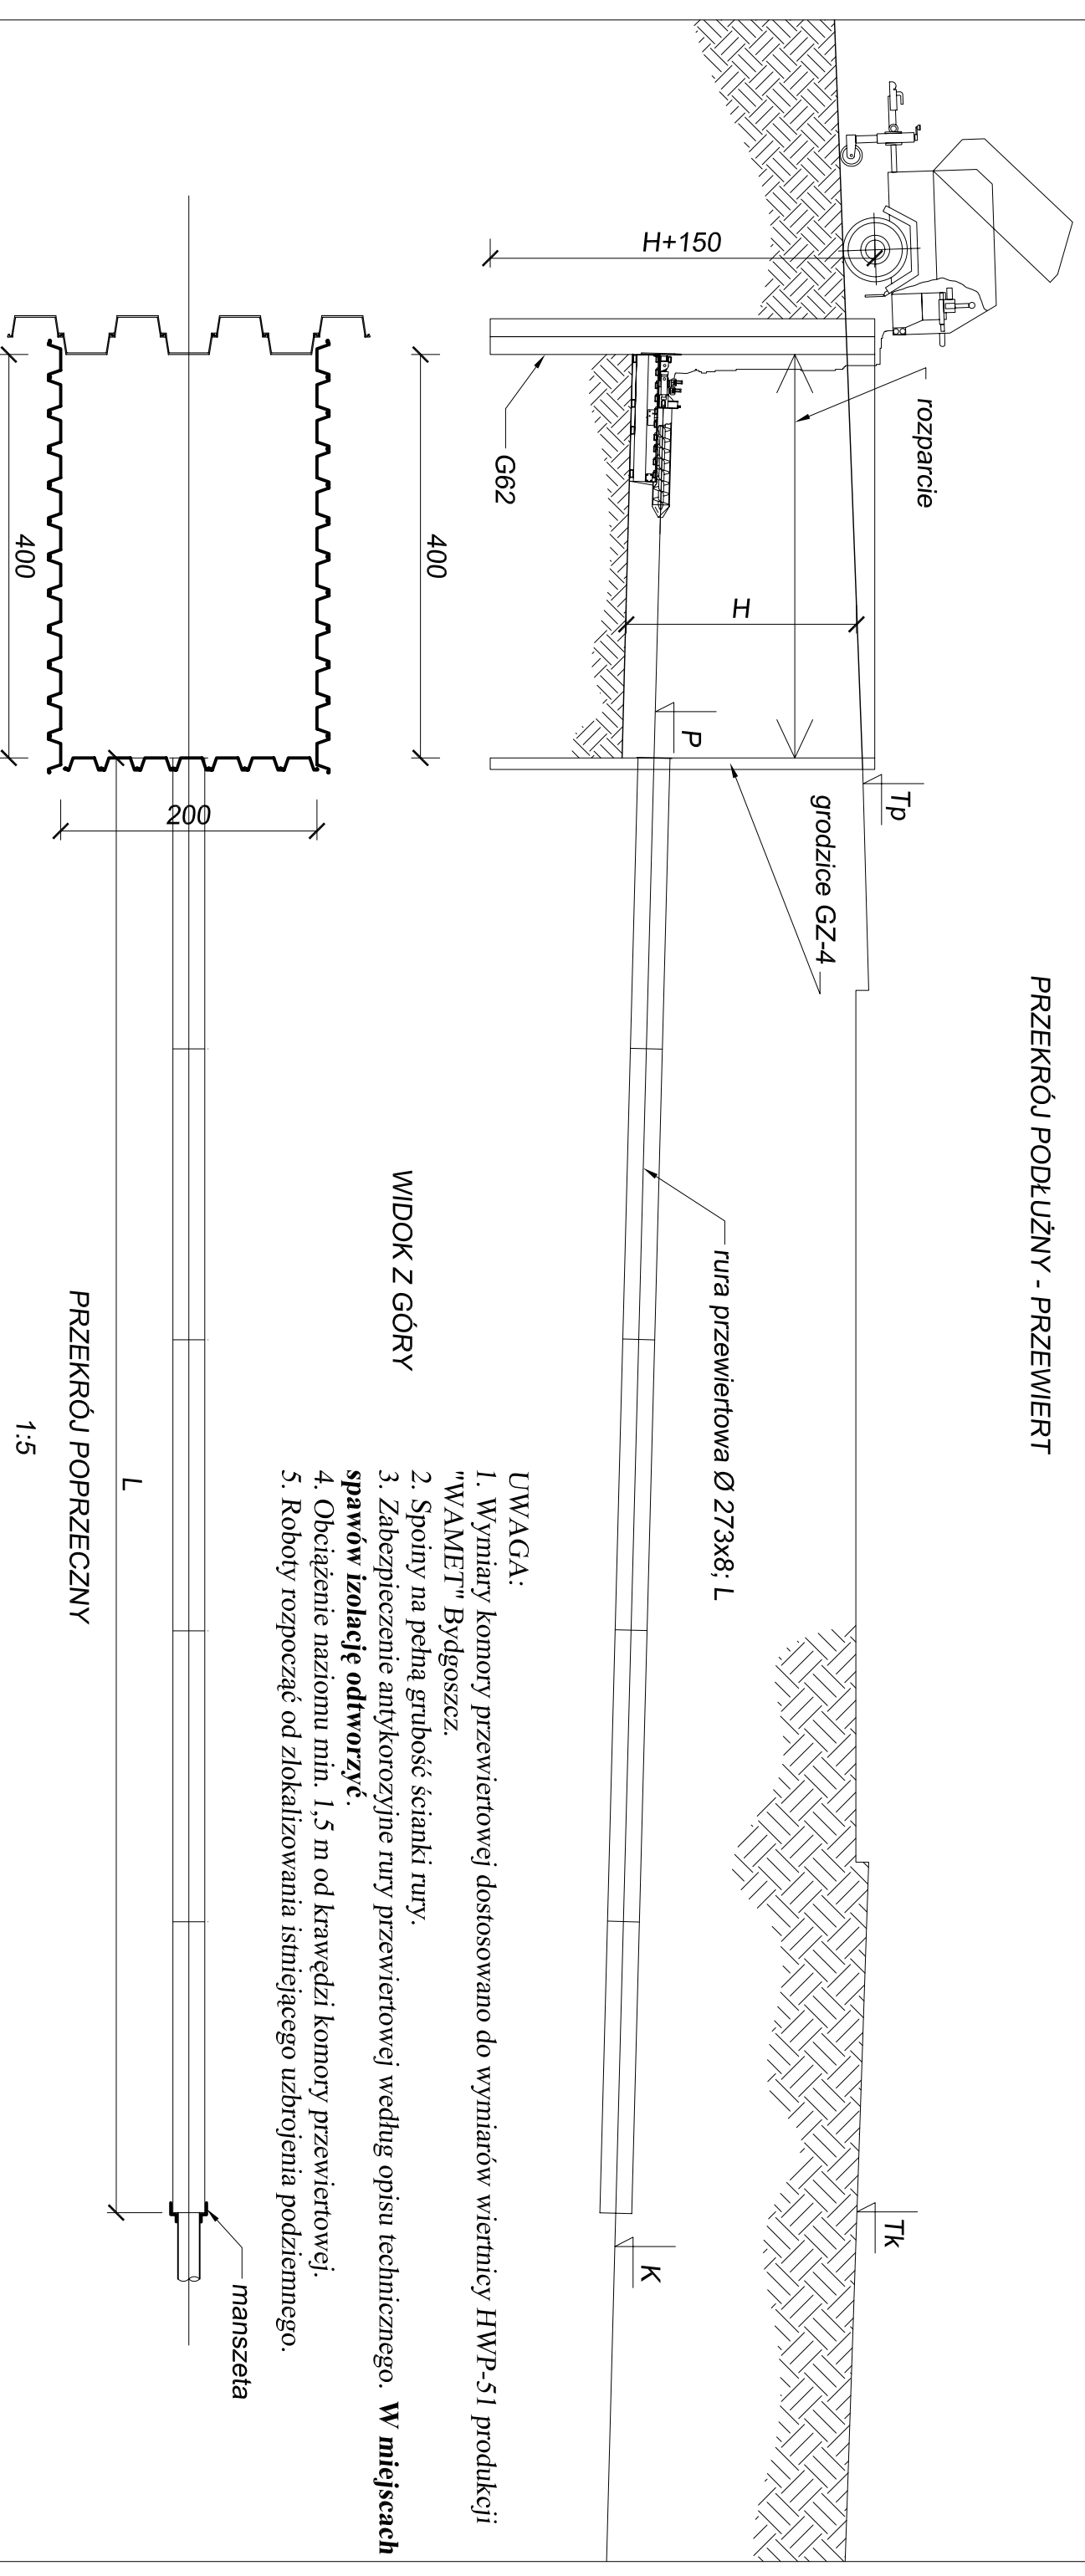 PRZEKRÓJ PODŁUŻNY - PRZEWIERT
rozparcie
H+150
H
G62
400
P
Tp
grodzice GZ-4
rura przewiertowa Ø 273x8; L
Tk
K
WIDOK Z GÓRY
UWAGA:
1. Wymiary komory przewiertowej dostosowano do wymiarów wiertnicy HWP-51 produkcji
"WAMET" Bydgoszcz.
2. Spoiny na pełną grubość ścianki rury.
3. Zabezpieczenie antykorozyjne rury przewiertowej według opisu technicznego. W miejscach
spawów izolację odtworzyć.
4. Obciążenie naziomu min. 1,5 m od krawędzi komory przewiertowej.
5. Roboty rozpocząć od zlokalizowania istniejącego uzbrojenia podziemnego.
manszeta
200
L
400
PRZEKRÓJ POPRZECZNY
1:5